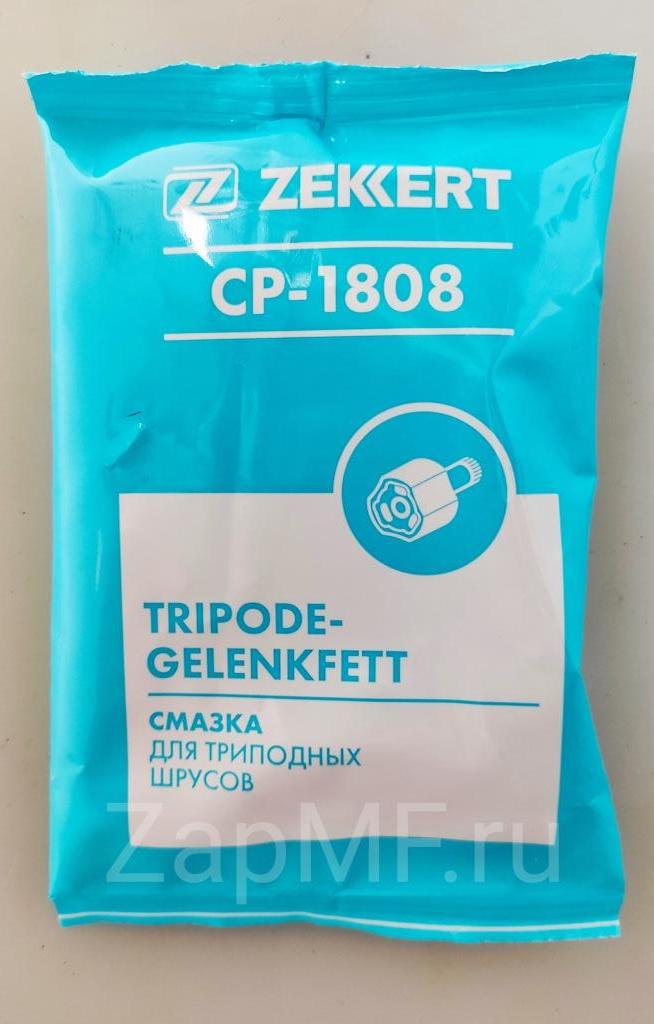 ZEKKERT
CP-1808
TRIPODE-
GELENKFETT
СМАЗКА
ДЛЯ ТРИПОДНЫХ
ШРУСОВ
ZapMF.ru